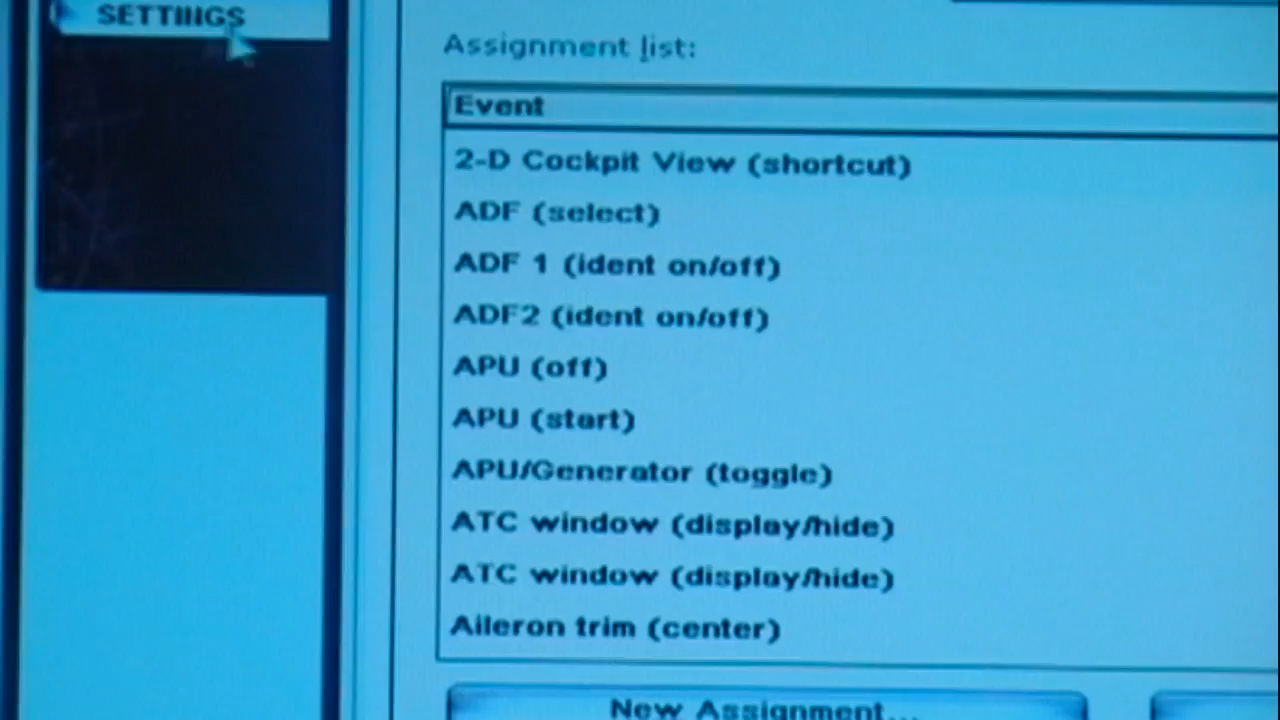 SETTINGS
Assignment list:
Event
2-D Cockpit View (shortcut)
ADF (select)
ADF 1 (ident on/off)
ADF2 (ident on/off)
APU (off)
APU (start)
APU/Generator (toggle)
ATC window (display/hide)
ATC window (display/hide)
Aileron trim (center)
New Assignment...